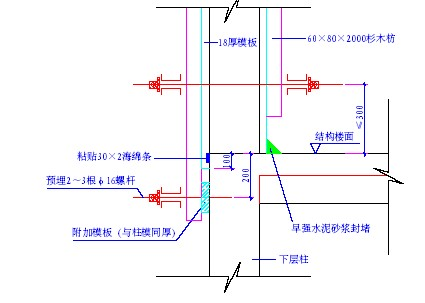 18厚模板
60×80×2000杉木枋
≤300
结构楼面
粘贴30×2海绵条
100
预埋2～3根φ16螺杆
200
附加模板（与柱模同厚）
早强水泥砂浆封堵
下层柱